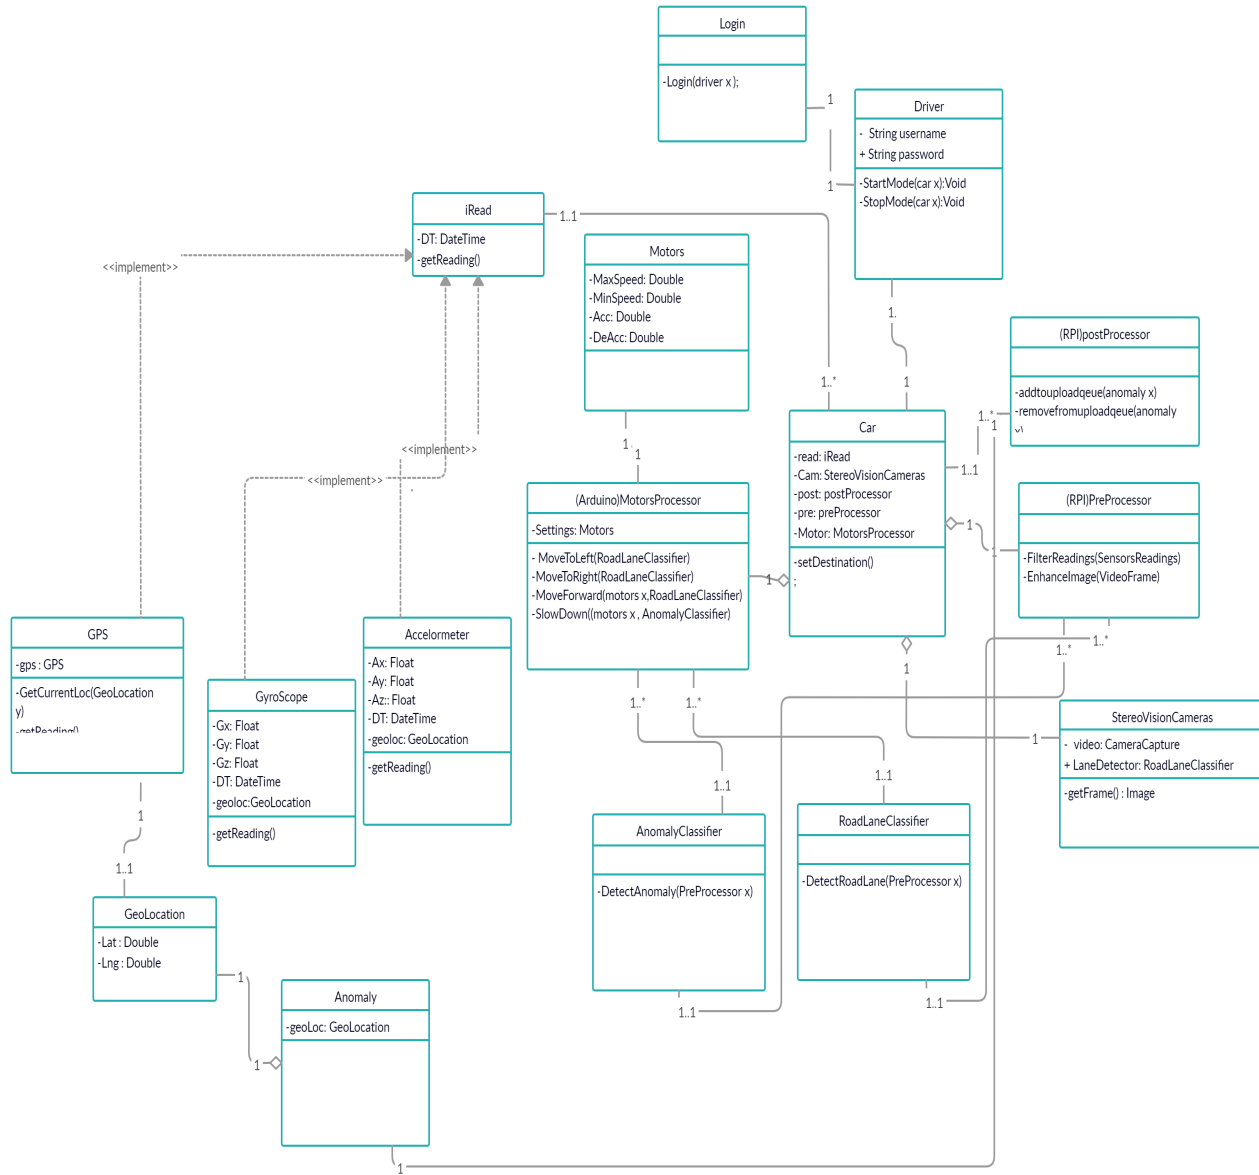 Login
-Login(driver x );
1
Driver
- String username
+ String password
-StartMode(car x):Void
-StopMode(car x):Void
1
iRead
-DT: DateTime
-getReading()
1..1
<<implement>>
Motors
-MaxSpeed: Double
-MinSpeed: Double
-Acc: Double
-DeAcc: Double
1.
(RPI)postProcessor
-addtouploadqeue(anomaly x)
-removefromuploadqeue(anomaly
1..*
1
1..*
1
Car
-read: iRead
-Cam: StereoVisionCameras
-post: postProcessor
-pre: preProcessor
-Motor: MotorsProcessor
-setDestination()
;
1.
1
<<implement>>
<<implement>>
1..1
(Arduino)MotorsProcessor
-Settings: Motors
- MoveToLeft(RoadLaneClassifier)
-MoveToRight(RoadLaneClassifier)
-MoveForward(motors x,RoadLaneClassifier)
-SlowDown((motors x , AnomalyClassifier)
(RPI)PreProcessor
-FilterReadings(SensorsReadings)
-EnhanceImage(VideoFrame)
1
1
1
GPS
-gps : GPS
-GetCurrentLoc(GeoLocation
y)
-getReading()
Accelormeter
-Ax: Float
-Ay: Float
-Az:: Float
-DT: DateTime
-geoloc: GeoLocation
-getReading()
GyroScope
-Gx: Float
-Gy: Float
-Gz: Float
-DT: DateTime
-geoloc:GeoLocation
-getReading()
1..*
1..*
1
1..*
1..*
StereoVisionCameras
- video: CameraCapture
+ LaneDetector: RoadLaneClassifier
-getFrame() : Image
1
1..1
1..1
1
1..1
AnomalyClassifier
-DetectAnomaly(PreProcessor x)
RoadLaneClassifier
-DetectRoadLane(PreProcessor x)
GeoLocation
-Lat : Double
-Lng : Double
1
Anomaly
-geoLoc: GeoLocation
1
1..1
1..1
1